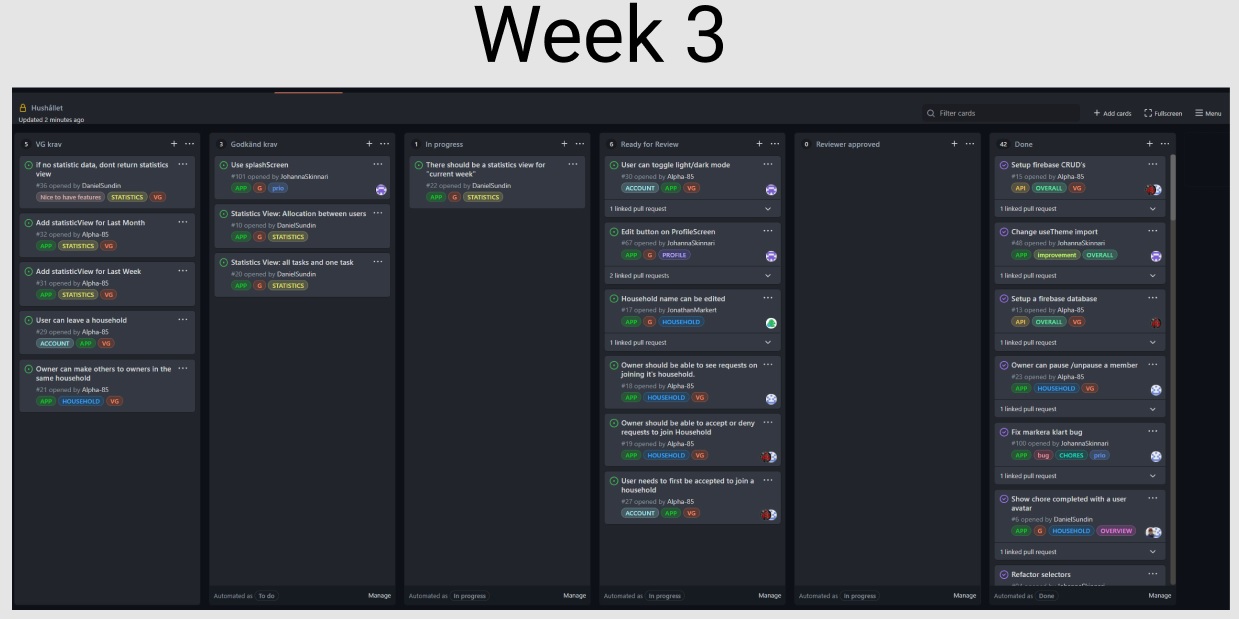 Week 3
Hushållet
Updated 2 minutes ago
Filter cards
+ Add cards
Fullscreen
Menu
5 VG krav
If no statistic data, dont return statistics
view
#36 opened by DanielSundin
Nice to have features STATISTICS VG
Add statisticView for Last Month
#32 opened by Alpha-85
APP STATISTICS VG
Add statisticView for Last Week
#31 opened by Alpha-85
APP STATISTICS VG
User can leave a household
#29 opened by Alpha-85
ACCOUNT APP VG
Owner can make others to owners in the
same household
#21 opened by Alpha-85
APP HOUSEHOLD VG
3 Godkänd krav
Use splashScreen
#101 opened by JohannaSkinnari
APP G prio
Statistics View: Allocation between users
#10 opened by DanielSundin
APP G STATISTICS
Statistics View: all tasks and one task
#20 opened by DanielSundin
APP G STATISTICS
Automated as To do Manage
1 In progress
There should be a statistics view for
"current week"
#22 opened by DanielSundin
APP G STATISTICS
Automated as In progress Manage
6 Ready for Review
User can toggle light/dark mode
#30 opened by Alpha-85
ACCOUNT APP VG
1 linked pull request
Edit button on ProfileScreen
#67 opened by JohannaSkinnari
APP G PROFILE
2 linked pull requests
Household name can be edited
#17 opened by JonathanMarkert
APP G HOUSEHOLD
1 linked pull request
Owner should be able to see requests on
joining it's household.
#18 opened by Alpha-85
APP HOUSEHOLD VG
Owner should be able to accept or deny
requests to join Household
#19 opened by Alpha-85
APP HOUSEHOLD VG
User needs to first be accepted to join a
household
#27 opened by Alpha-85
ACCOUNT APP VG
Automated as In progress Manage
0 Reviewer approved
Automated as In progress Manage
42 Done
Setup firebase CRUD's
#15 opened by Alpha-85
API OVERALL VG
1 linked pull request
Change useTheme import
#48 opened by JohannaSkinnari
APP improvement OVERALL
1 linked pull request
Setup a firebase database
#13 opened by Alpha-85
API OVERALL VG
1 linked pull request
Owner can pause /unpause a member
#23 opened by Alpha-85
APP HOUSEHOLD VG
1 linked pull request
Fix markera klart bug
#100 opened by JohannaSkinnari
APP bug CHORES prio
1 linked pull request
Show chore completed with a user
avatar
#6 opened by DanielSundin
APP G HOUSEHOLD OVERVIEW
1 linked pull request
Refactor selectors
Automated as Done Manage